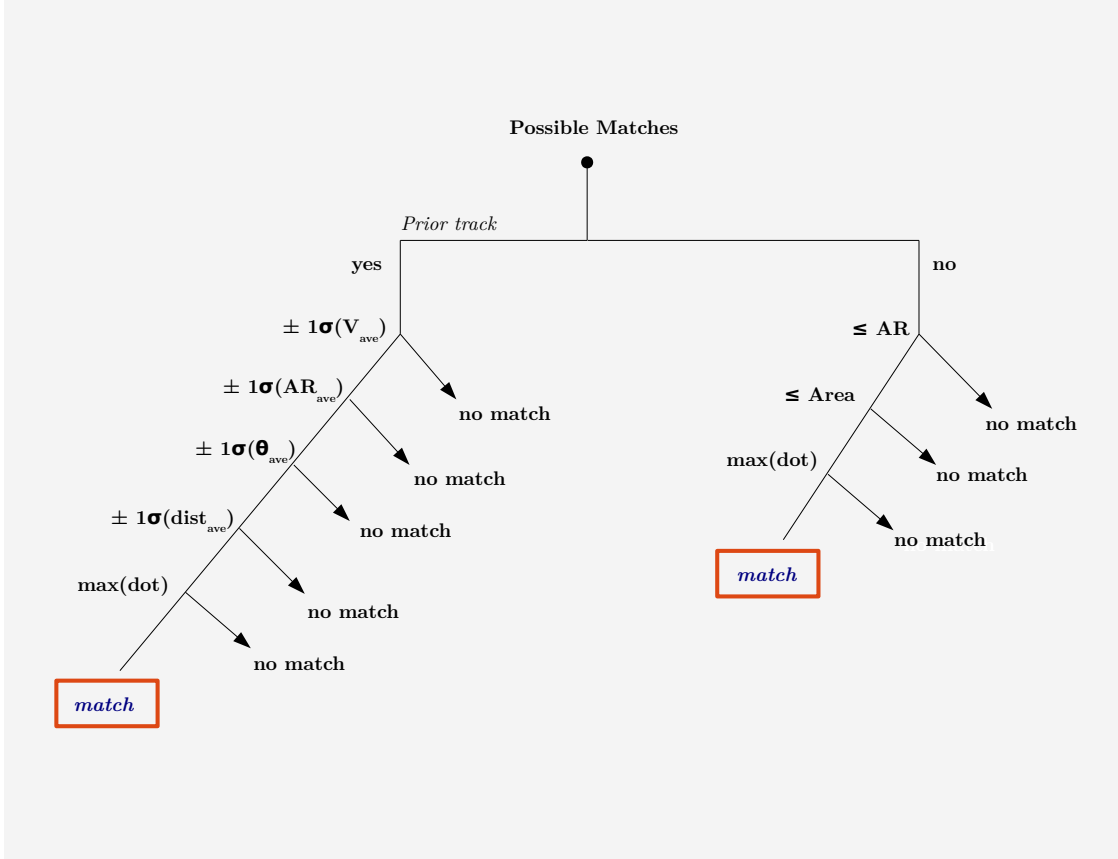 Possible Matches
Prior track
yes
no
± 1σ(V_ave)
≤ AR
± 1σ(AR_ave)
≤ Area
no match
no match
± 1σ(θ_ave)
max(dot)
no match
no match
± 1σ(dist_ave)
no match
no match
match
max(dot)
no match
no match
match